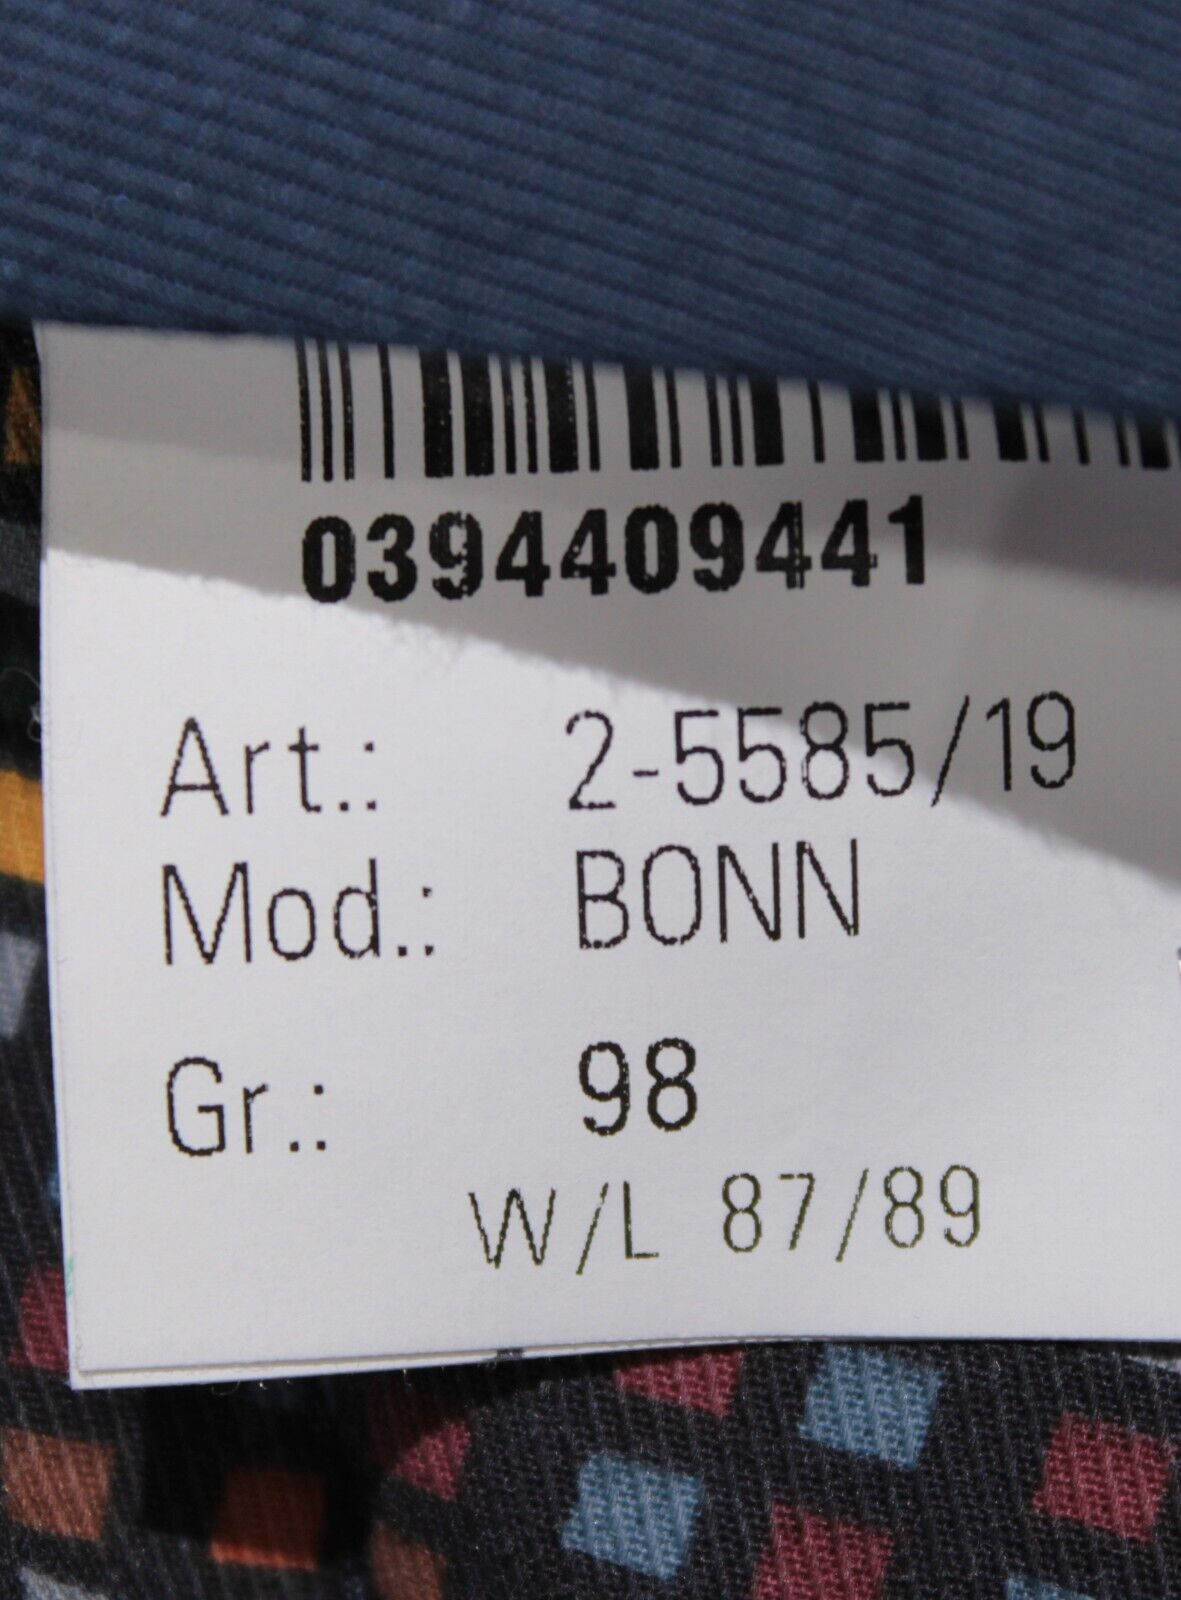 0394409441
Art.: 2-5585/19
Mod.: BONN
Gr.: 98
W/L 87/89